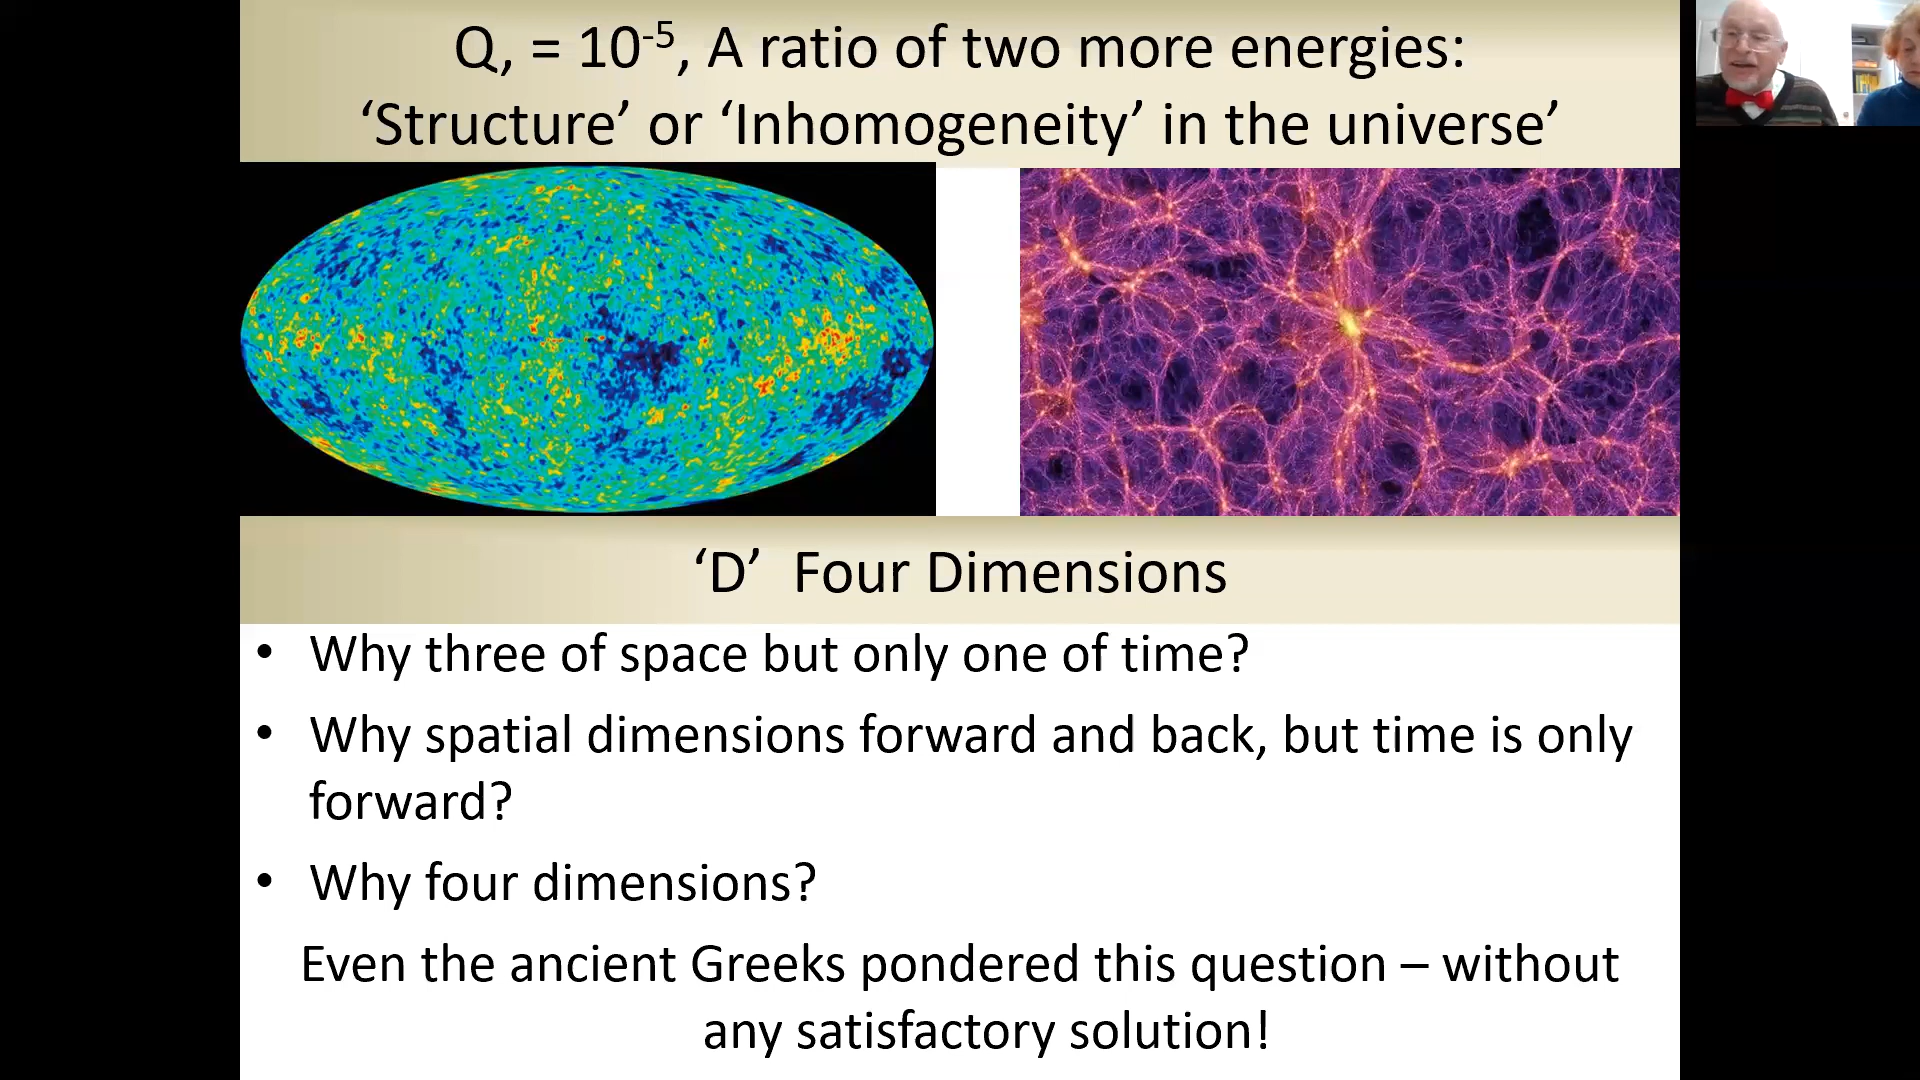 Q, = 10⁻⁵, A ratio of two more energies:
‘Structure’ or ‘Inhomogeneity’ in the universe’
‘D’ Four Dimensions
• Why three of space but only one of time?
• Why spatial dimensions forward and back, but time is only
forward?
• Why four dimensions?
Even the ancient Greeks pondered this question – without
any satisfactory solution!